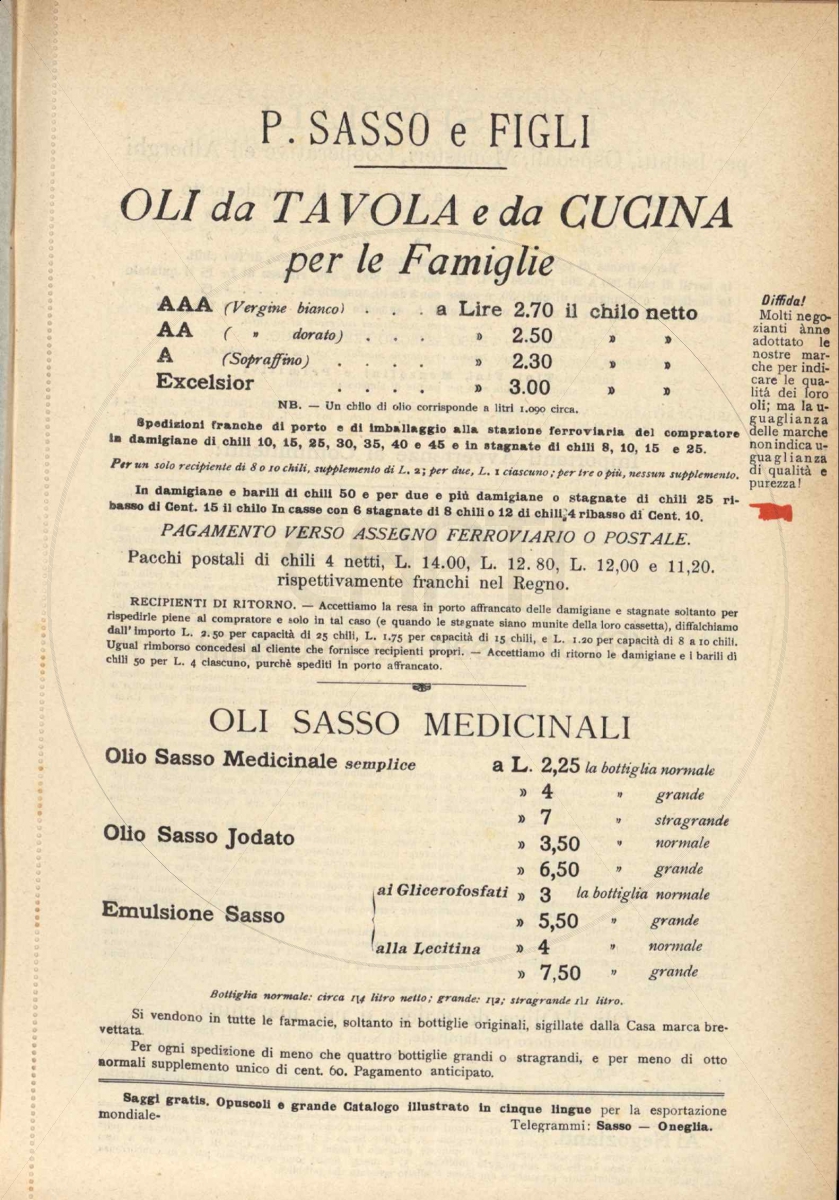 P. SASSO e FIGLI
OLI da TAVOLA e da CUCINA
per le Famiglie
AAA (Vergine bianco) . . . a Lire 2.70 il chilo netto
AA ( „ dorato) . . . » 2.50 » »
A (Sopraffino) . . . . » 2.30 » »
Excelsior . . . . » 3.00 » »
NB. — Un chilo di olio corrisponde a litri 1.090 circa.
Spedizioni franche di porto e di imballaggio alla stazione ferroviaria del compratore
in damigiane di chili 10, 15, 25, 30, 35, 40 e 45 e in stagnate di chili 8, 10, 15 e 25.
Per un solo recipiente di 8 o 10 chili, supplemento di L. 2; per due, L. 1 ciascuno; per tre o più, nessun supplemento.
In damigiane e barili di chili 50 e per due e più damigiane o stagnate di chili 25 ri-
basso di Cent. 15 il chilo In casse con 6 stagnate di 8 chili o 12 di chili 4 ribasso di Cent. 10.
PAGAMENTO VERSO ASSEGNO FERROVIARIO O POSTALE.
Pacchi postali di chili 4 netti, L. 14.00, L. 12. 80, L. 12,00 e 11,20.
rispettivamente franchi nel Regno.
RECIPIENTI DI RITORNO. — Accettiamo la resa in porto affrancato delle damigiane e stagnate soltanto per
rispedirle piene al compratore e solo in tal caso (e quando le stagnate siano munite della loro cassetta), diffalchiamo
dall'importo L. 2.50 per capacità di 25 chili, L. 1.75 per capacità di 15 chili, e L. 1.20 per capacità di 8 a 10 chili.
Ugual rimborso concedesi al cliente che fornisce recipienti propri. — Accettiamo di ritorno le damigiane e i barili di
chili 50 per L. 4 ciascuno, purchè spediti in porto affrancato.
Diffida!
Molti nego-
zianti ànno
adottato le
nostre mar-
che per indi-
care le qua-
lità dei loro
oli; ma la u-
guaglianza
delle marche
non indica u-
guaglianza
di qualità e
purezza!
OLI SASSO MEDICINALI
Olio Sasso Medicinale semplice a L. 2,25 la bottiglia normale
» 4 „ grande
» 7 „ stragrande
Olio Sasso Jodato » 3,50 „ normale
» 6,50 „ grande
Emulsione Sasso
ai Glicerofosfati » 3 la bottiglia normale
» 5,50 „ grande
alla Lecitina » 4 „ normale
» 7,50 „ grande
Bottiglia normale: circa 1\4 litro netto; grande: 1\2; stragrande 1\1 litro.
Si vendono in tutte le farmacie, soltanto in bottiglie originali, sigillate dalla Casa marca bre-
vettata
Per ogni spedizione di meno che quattro bottiglie grandi o stragrandi, e per meno di otto
normali supplemento unico di cent. 60. Pagamento anticipato.
Saggi gratis. Opuscoli e grande Catalogo illustrato in cinque lingue per la esportazione
mondiale-
Telegrammi: Sasso — Oneglia.